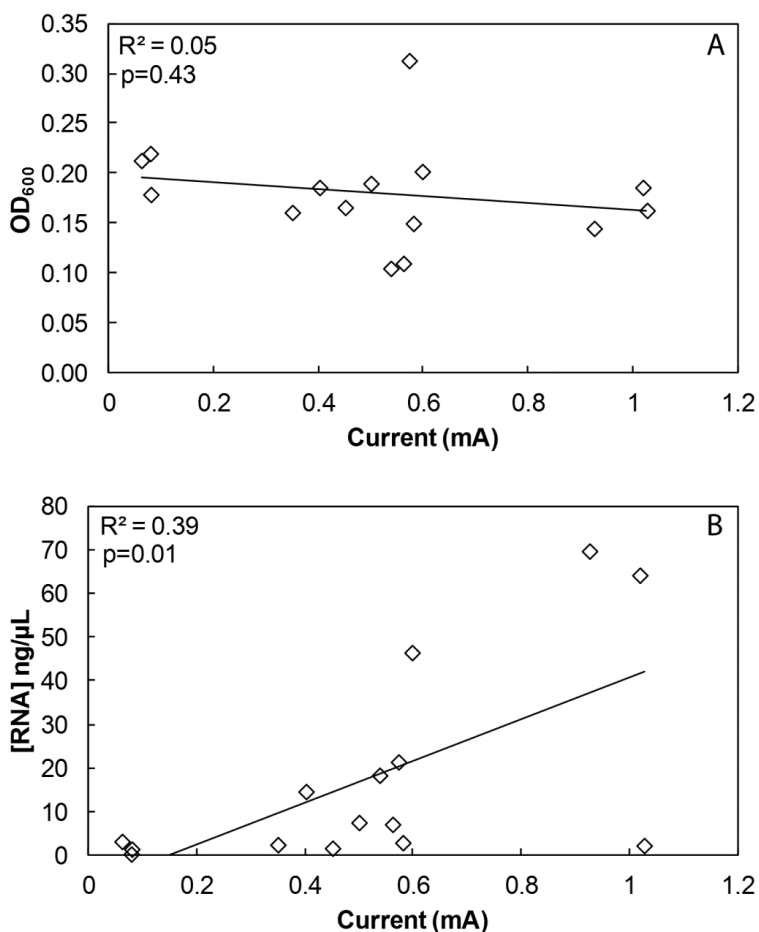 0.35
R² = 0.05
A
p=0.43
0.30
0.25
0.20
0.15
0.10
0.05
0.00
OD₆₀₀
0 0.2 0.4 0.6 0.8 1 1.2
Current (mA)
80
R² = 0.39
B
p=0.01
70
60
50
40
30
20
10
0
[RNA] ng/µL
0 0.2 0.4 0.6 0.8 1 1.2
Current (mA)